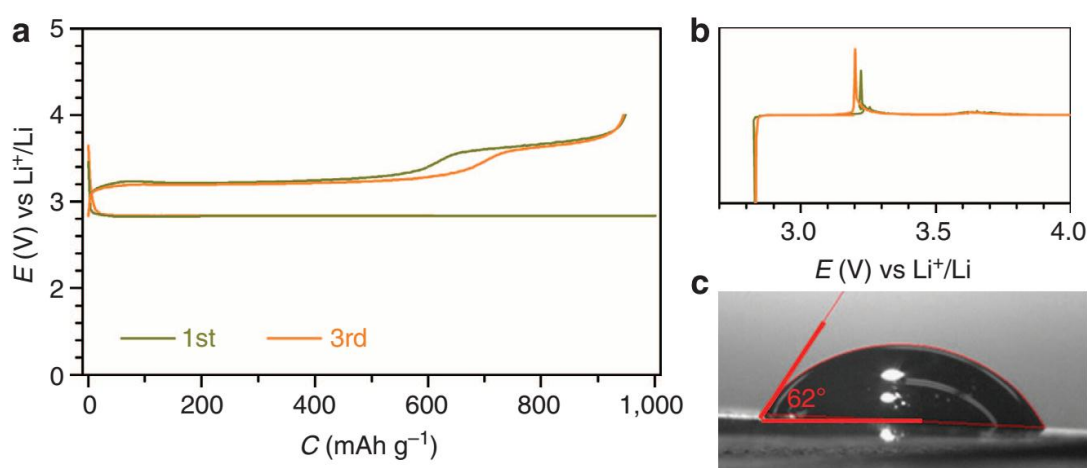 a
5
4
3
2
1
0
E (V) vs Li⁺/Li
1st
3rd
0
200
400
600
800
1,000
C (mAh g⁻¹)
b
3.0
3.5
4.0
E (V) vs Li⁺/Li
c
62°